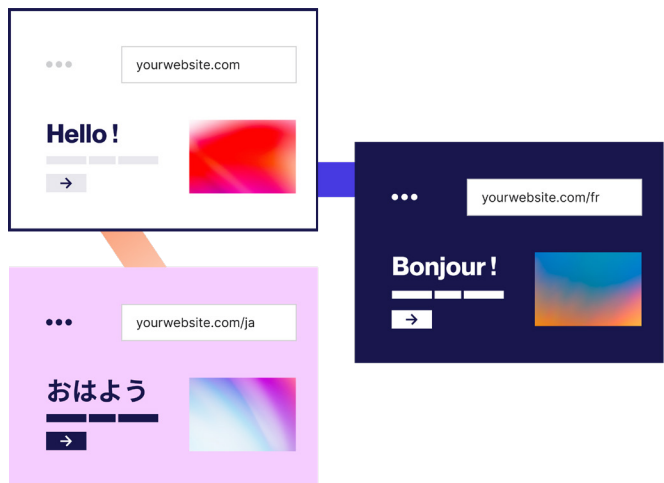 yourwebsite.com
Hello !
yourwebsite.com/fr
Bonjour !
yourwebsite.com/ja
おはよう